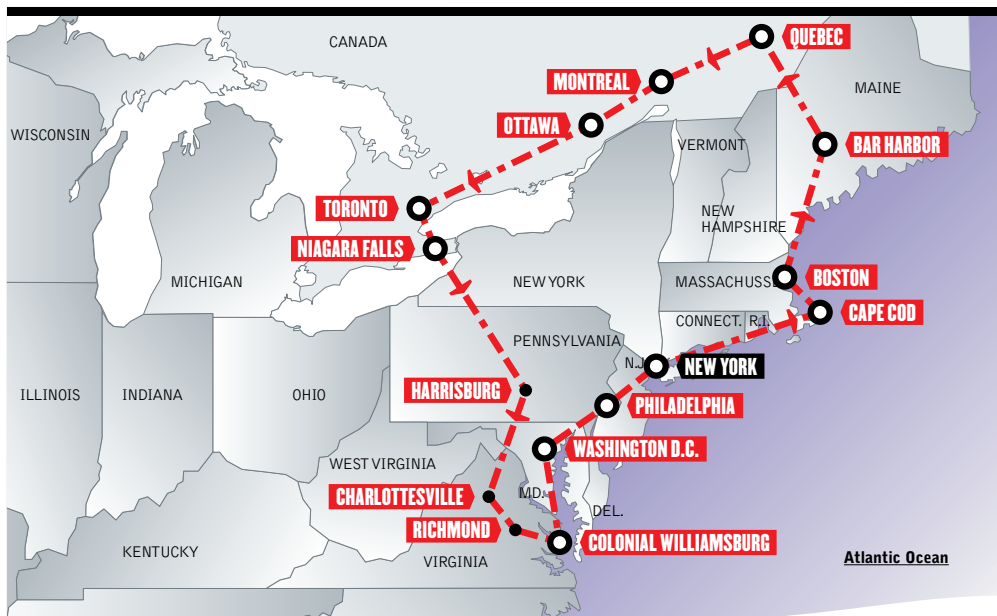 QUEBEC
CANADA
MONTREAL
MAINE
OTTAWA
WISCONSIN
VERMONT
BAR HARBOR
TORONTO
NEW
HAMPSHIRE
NIAGARA FALLS
MICHIGAN
NEW YORK
MASSACHUSSE
BOSTON
CAPE COD
CONNECT.
R.I.
PENNSYLVANIA
N.J.
NEW YORK
ILLINOIS
INDIANA
OHIO
HARRISBURG
PHILADELPHIA
WASHINGTON D.C.
WEST VIRGINIA
CHARLOTTESVILLE
MD.
DEL.
RICHMOND
COLONIAL WILLIAMSBURG
KENTUCKY
VIRGINIA
Atlantic Ocean